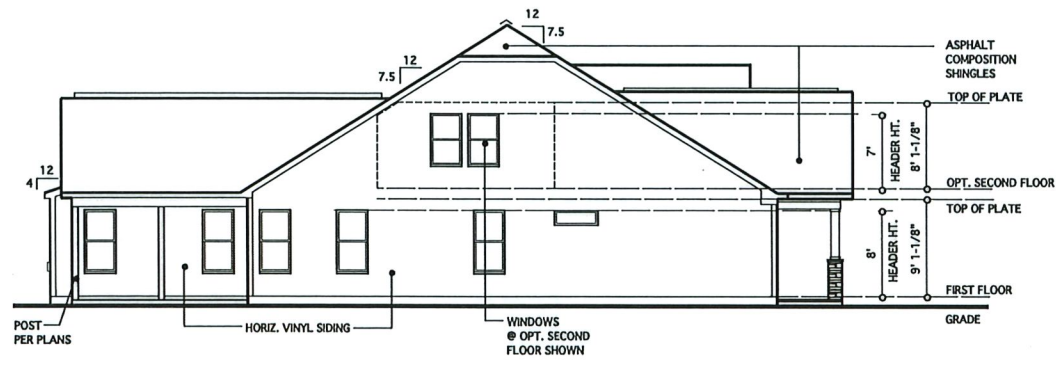 12
7.5
12
7.5
ASPHALT
COMPOSITION
SHINGLES
TOP OF PLATE
7'
HEADER HT.
8' 1-1/8"
12
4
OPT. SECOND FLOOR
TOP OF PLATE
8'
HEADER HT.
9' 1-1/8"
FIRST FLOOR
GRADE
POST
PER PLANS
HORIZ. VINYL SIDING
WINDOWS
@ OPT. SECOND
FLOOR SHOWN